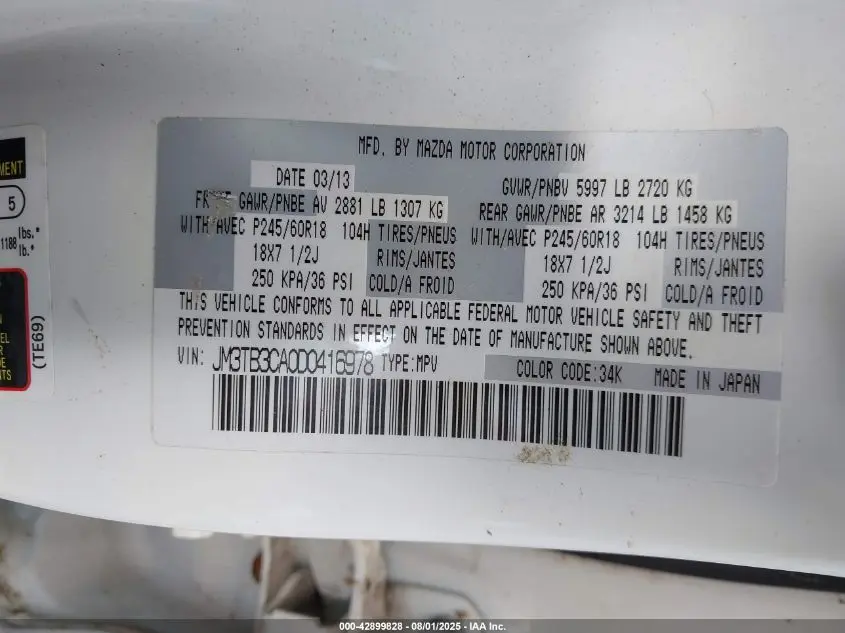 MENT
5
lbs.*
1188 lb.*
EL
R
DE
NTS
(TE69)
MFD. BY MAZDA MOTOR CORPORATION
DATE 03/13 GVWR/PNBV 5997 LB 2720 KG
GAWR/PNBE AV 2881 LB 1307 KG REAR GAWR/PNBE AR 3214 LB 1458 KG
WITH/AVEC P245/60R18 104H TIRES/PNEUS WITH/AVEC P245/60R18 104H TIRES/PNEUS
18X7 1/2J RIMS/JANTES 18X7 1/2J RIMS/JANTES
250 KPA/36 PSI COLD/A FROID 250 KPA/36 PSI COLD/A FROID
THIS VEHICLE CONFORMS TO ALL APPLICABLE FEDERAL MOTOR VEHICLE SAFETY AND THEFT
PREVENTION STANDARDS IN EFFECT ON THE DATE OF MANUFACTURE SHOWN ABOVE.
VIN: JM3TB3CA0D0416978 TYPE:MPV COLOR CODE:34K MADE IN JAPAN
000-42899828 - 08/01/2025 - IAA Inc.